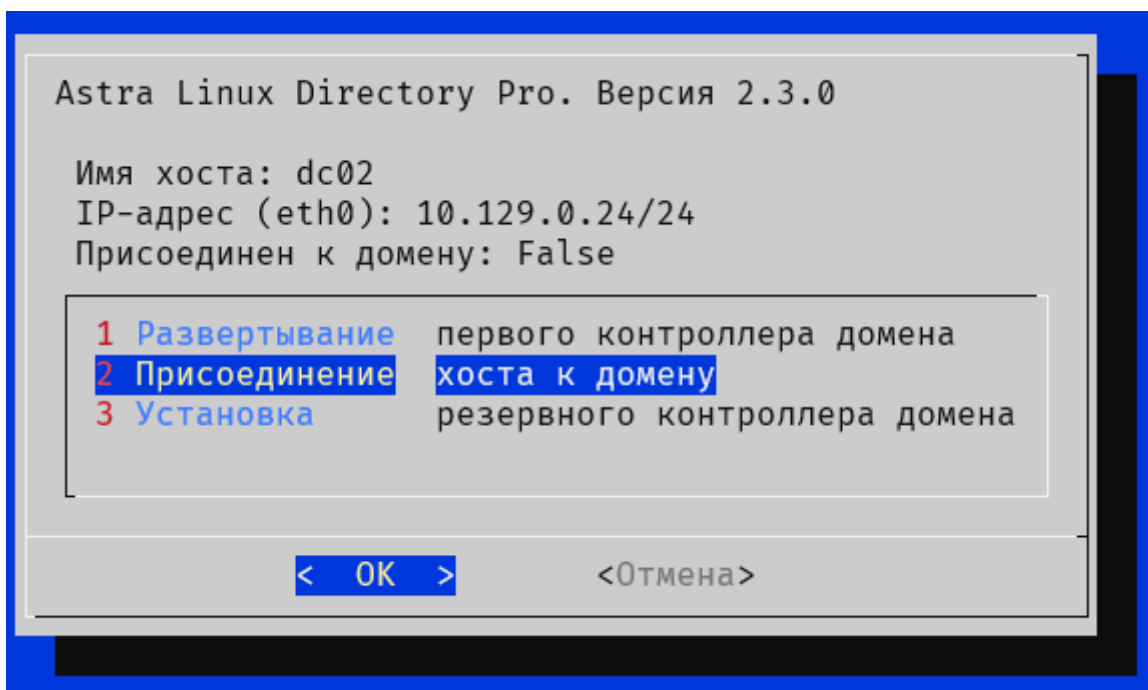 Astra Linux Directory Pro. Версия 2.3.0
Имя хоста: dc02
IP-адрес (eth0): 10.129.0.24/24
Присоединен к домену: False
1 Развертывание первого контроллера домена
2 Присоединение хоста к домену
3 Установка резервного контроллера домена
< OK > <Отмена>